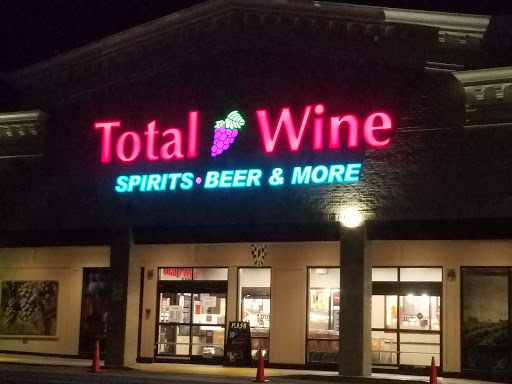 Total Wine
SPIRITS • BEER & MORE